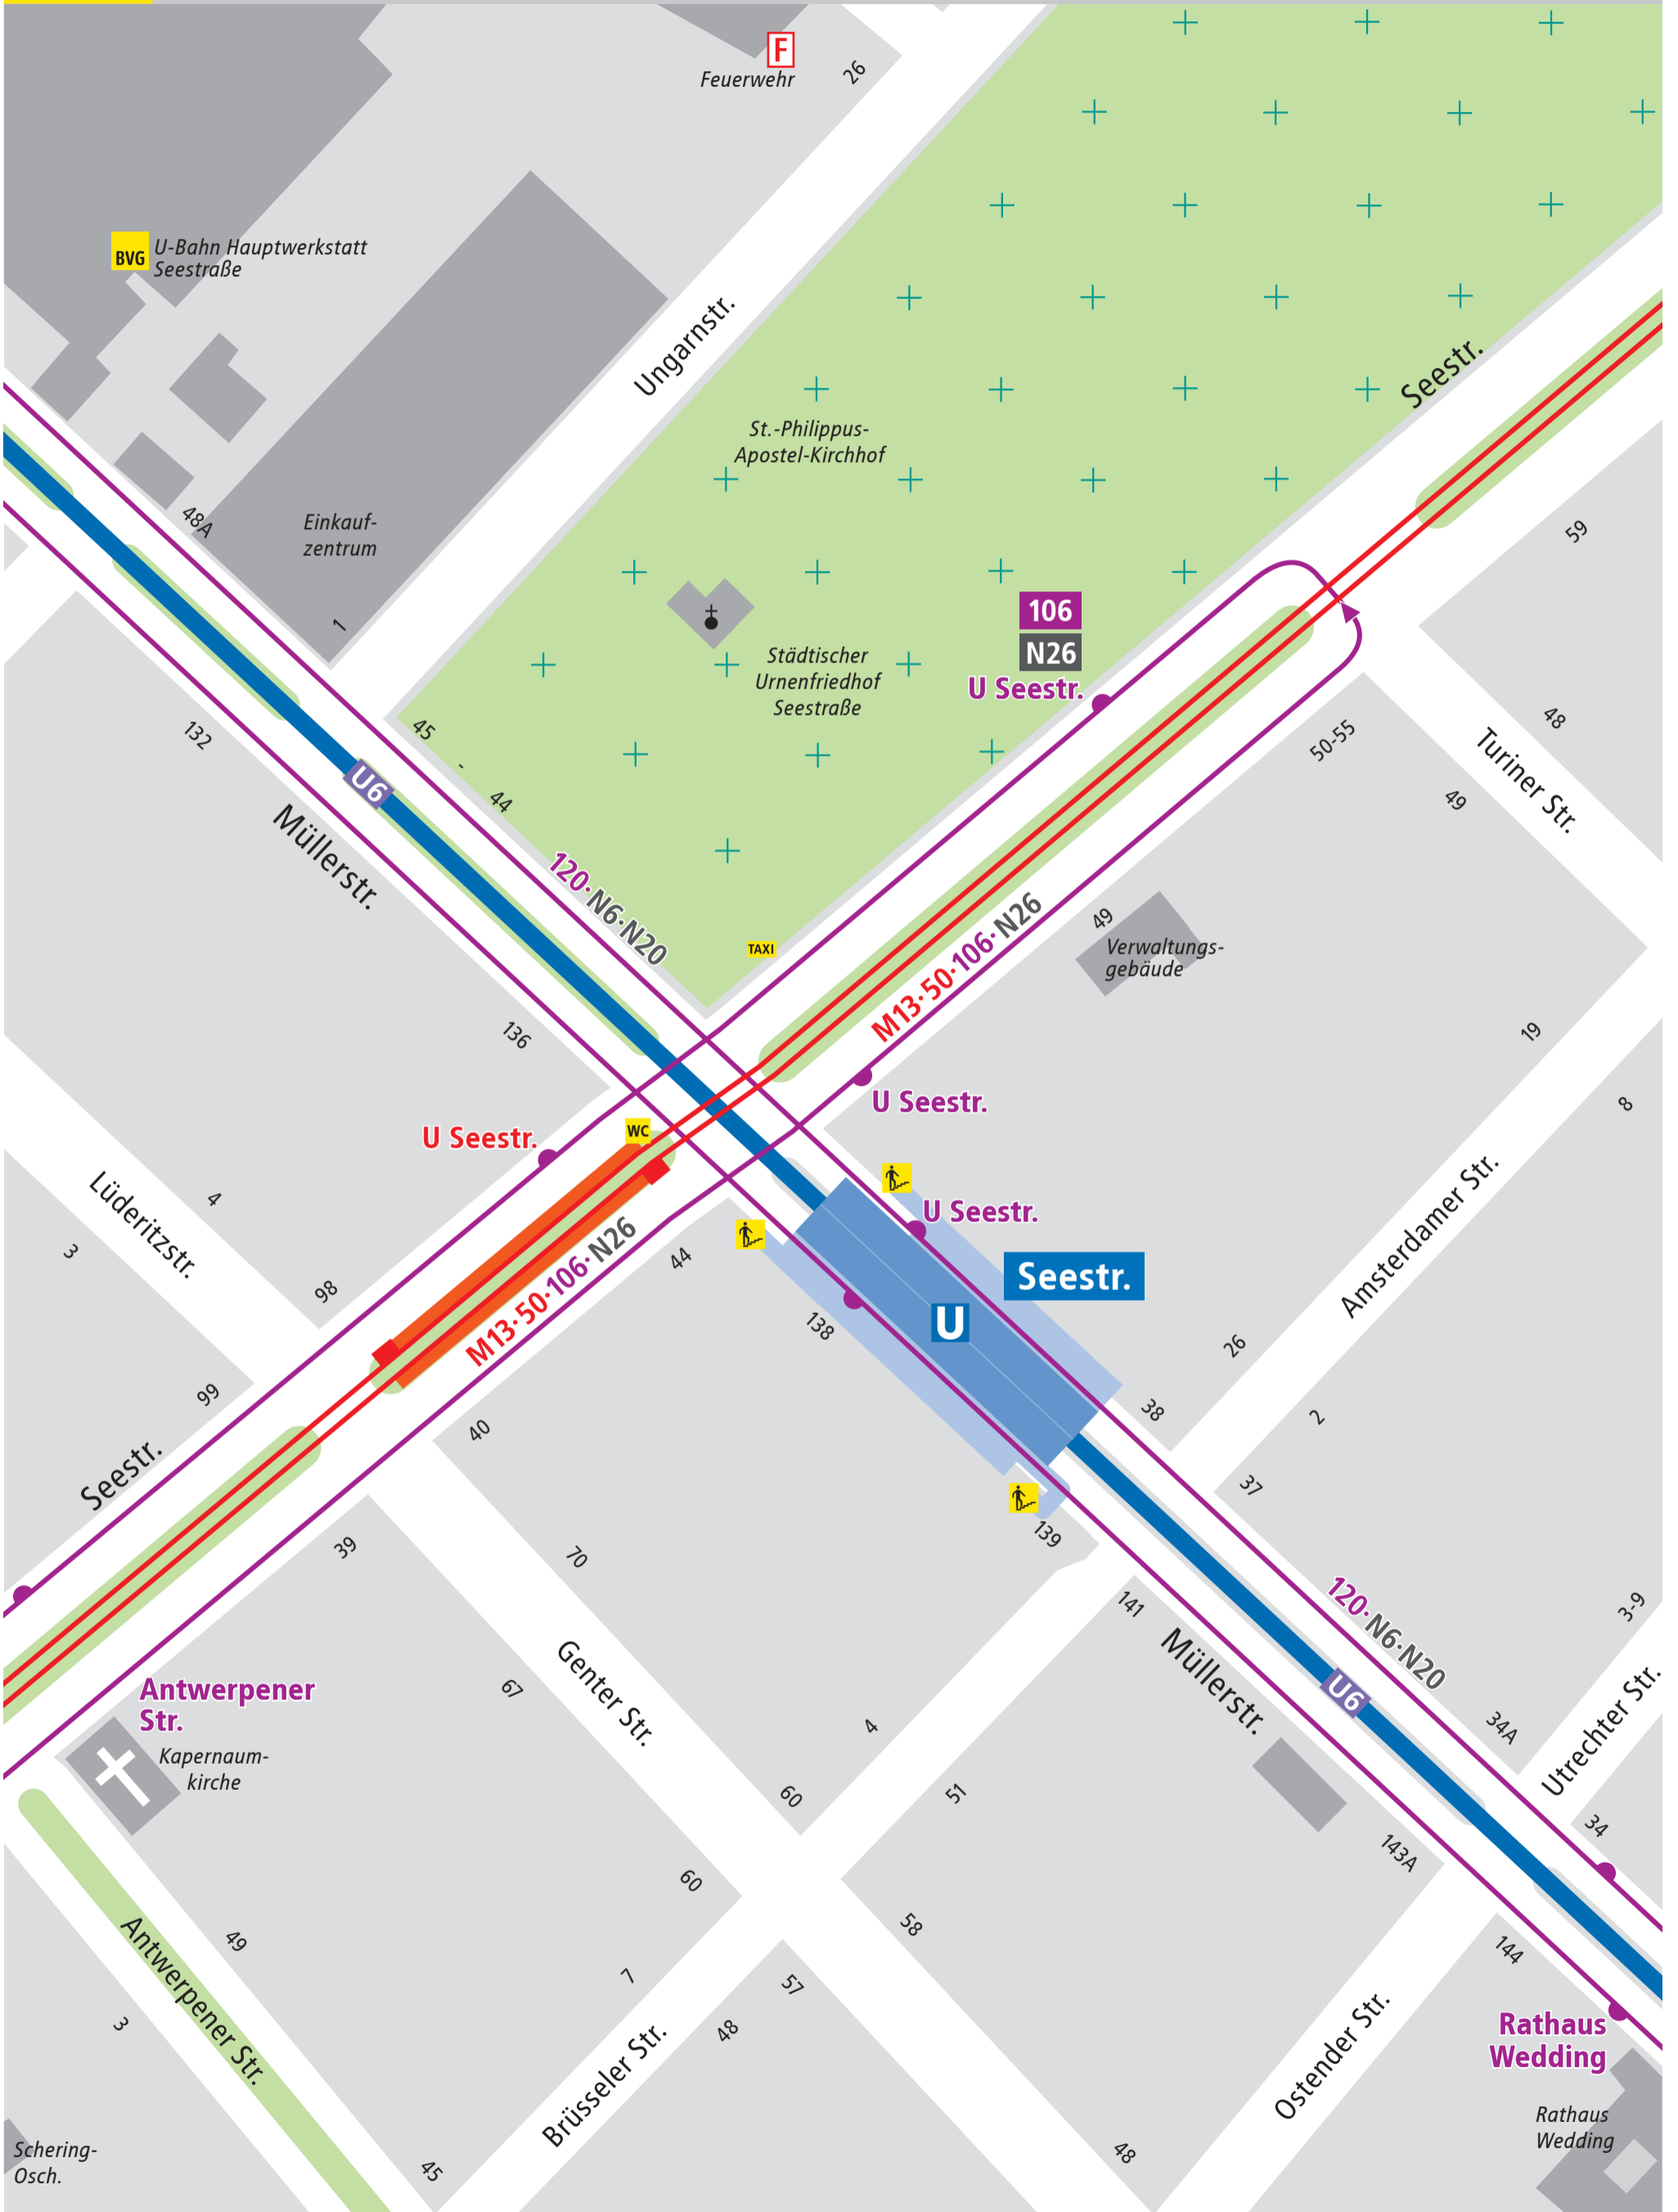 F
Feuerwehr
26
BVG
U-Bahn Hauptwerkstatt
Seestraße
Ungarnstr.
Seestr.
St.-Philippus-
Apostel-Kirchhof
48A
Einkauf-
zentrum
59
1
106
N26
U Seestr.
Städtischer
Urnenfriedhof
Seestraße
132
45
-
44
U6
Müllerstr.
50-55
48
Turiner Str.
49
120·N6·N20
TAXI
M13·50·106·N26
49
Verwaltungs-
gebäude
136
19
U Seestr.
8
U Seestr.
WC
Lüderitzstr.
4
3
U Seestr.
Amsterdamer Str.
44
Seestr.
U
98
M13·50·106·N26
138
26
99
38
2
40
Seestr.
37
139
39
70
141
120·N6·N20
3-9
Müllerstr.
Genter Str.
67
Antwerpener
Str.
U6
Utrechter Str.
34A
4
Kapernaum-
kirche
60
51
34
143A
60
58
49
144
Antwerpener Str.
7
57
3
48
Brüsseler Str.
Ostender Str.
Rathaus
Wedding
Rathaus
Wedding
Schering-
Osch.
45
48